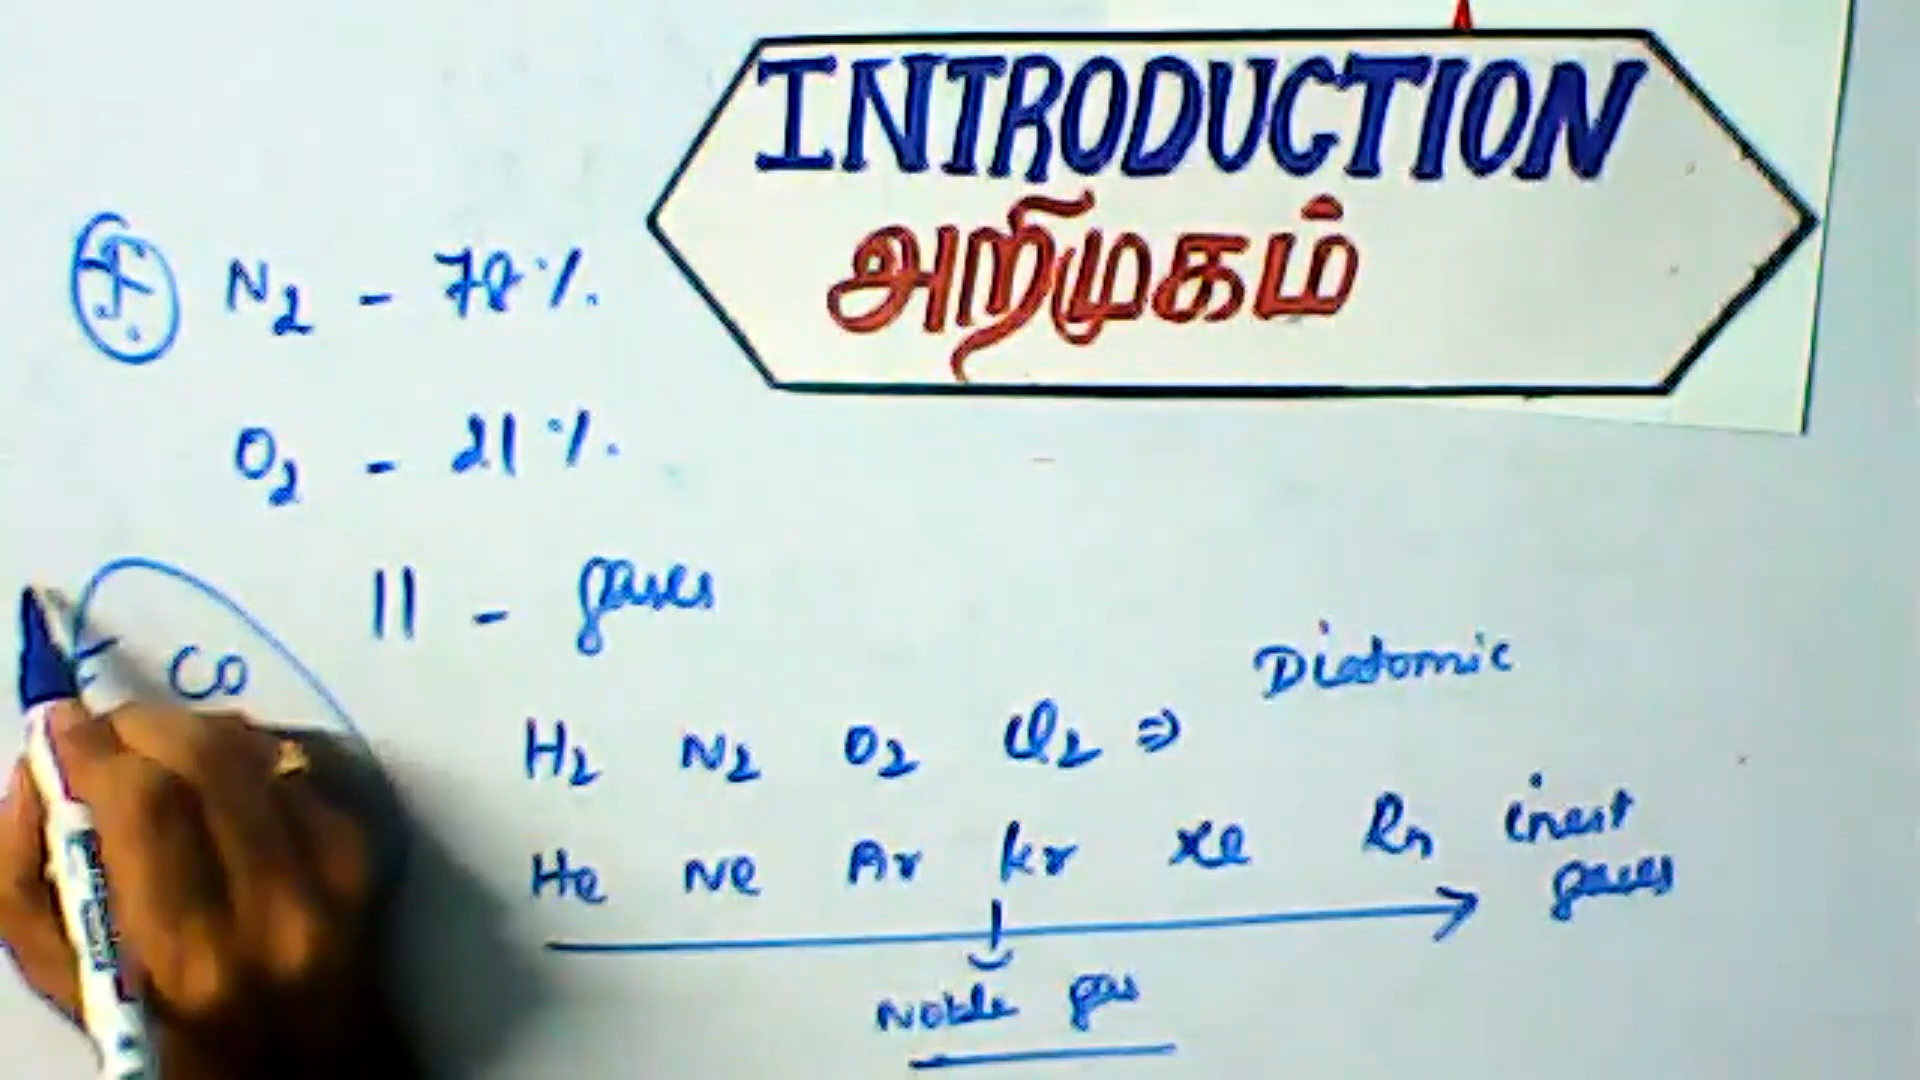 INTRODUCTION
அறிமுகம்
N2 - 78%.
O2 - 21%.
11 - gases
CO
Diatomic
H2 N2 O2 Cl2 ⇒
He Ne Ar Kr Xe Rn inert
gases
Noble gas